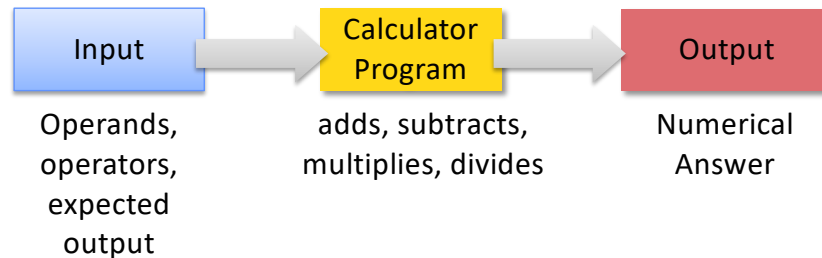 Input
Calculator
Program
Output
Operands,
operators,
expected
output
adds, subtracts,
multiplies, divides
Numerical
Answer